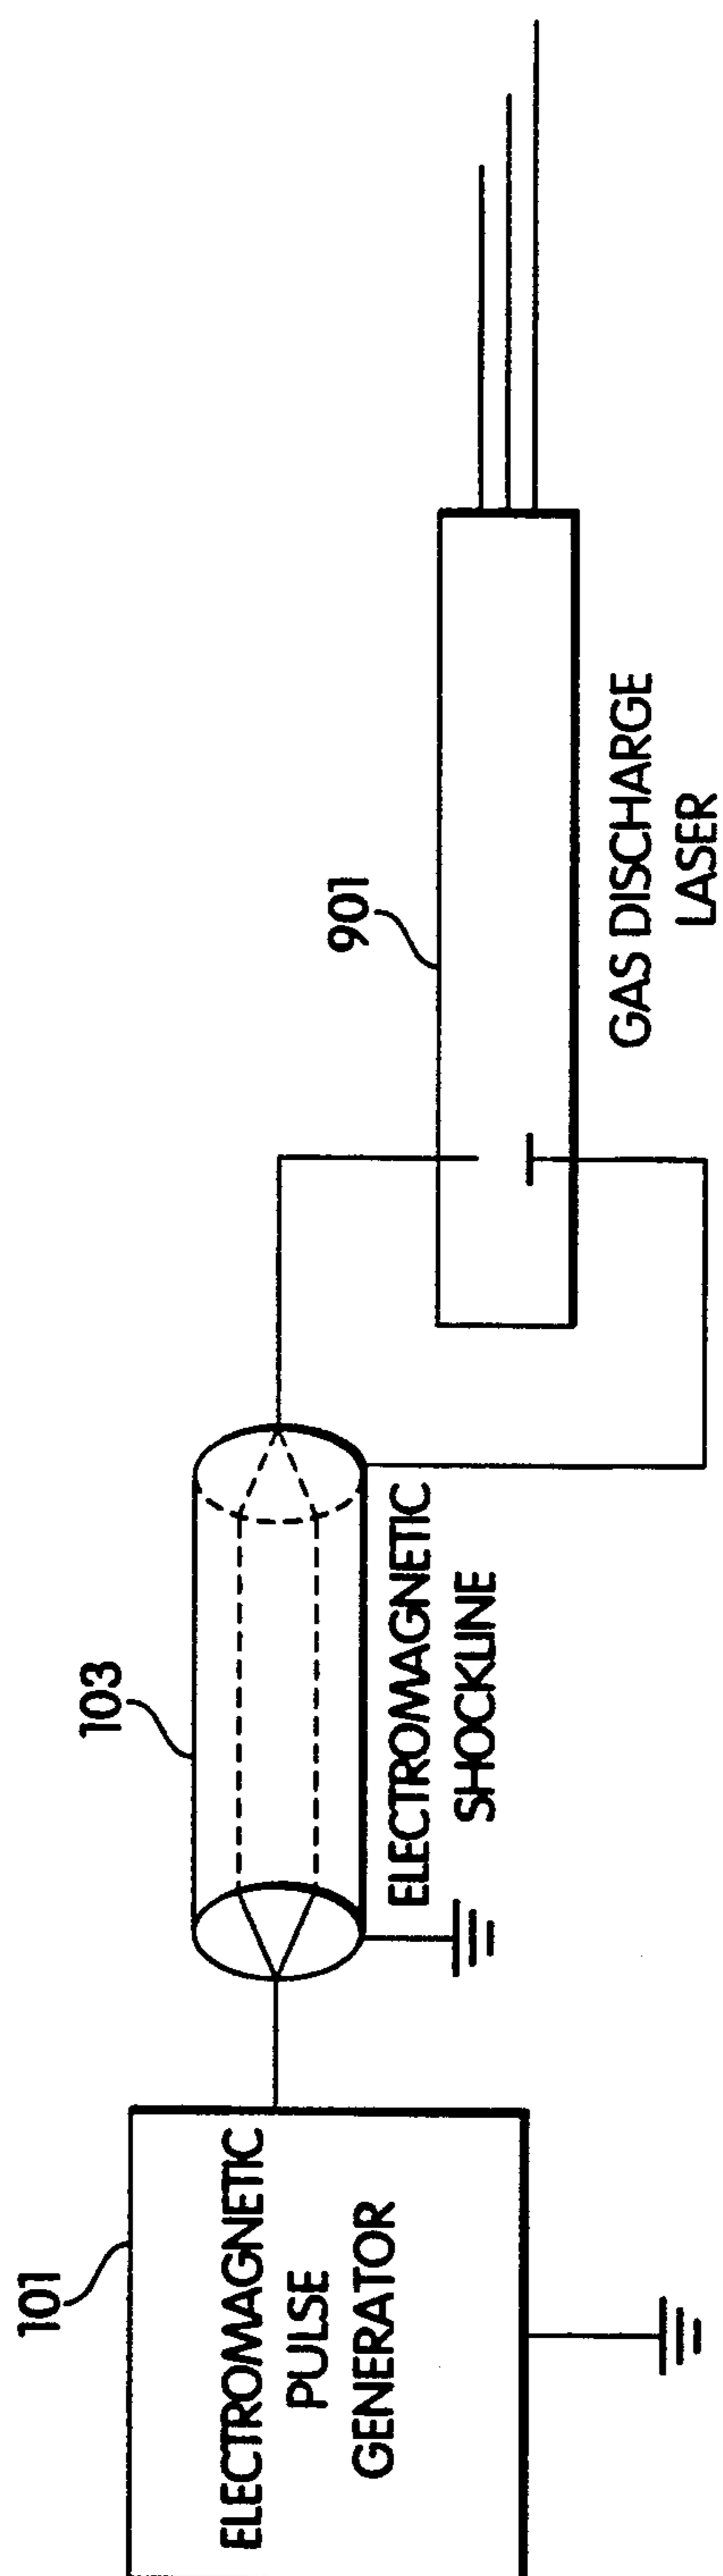 101
ELECTROMAGNETIC
PULSE
GENERATOR
103
ELECTROMAGNETIC
SHOCKLINE
901
GAS DISCHARGE
LASER